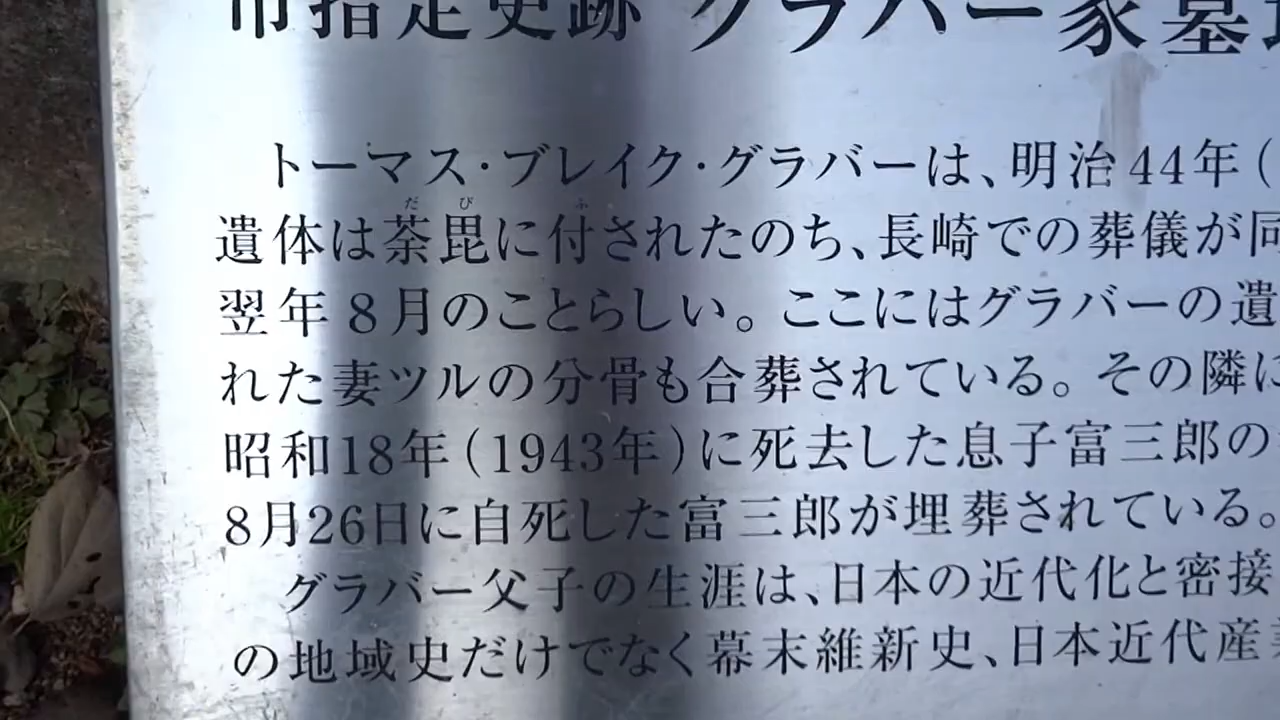 市指定史跡 グラバー家墓地
トーマス・ブレイク・グラバーは、明治44年(
遺体は荼毘に付されたのち、長崎での葬儀が同
翌年8月のことらしい。ここにはグラバーの遺
れた妻ツルの分骨も合葬されている。その隣に
昭和18年(1943年)に死去した息子富三郎の
8月26日に自死した富三郎が埋葬されている。
グラバー父子の生涯は、日本の近代化と密接
の地域史だけでなく幕末維新史、日本近代産